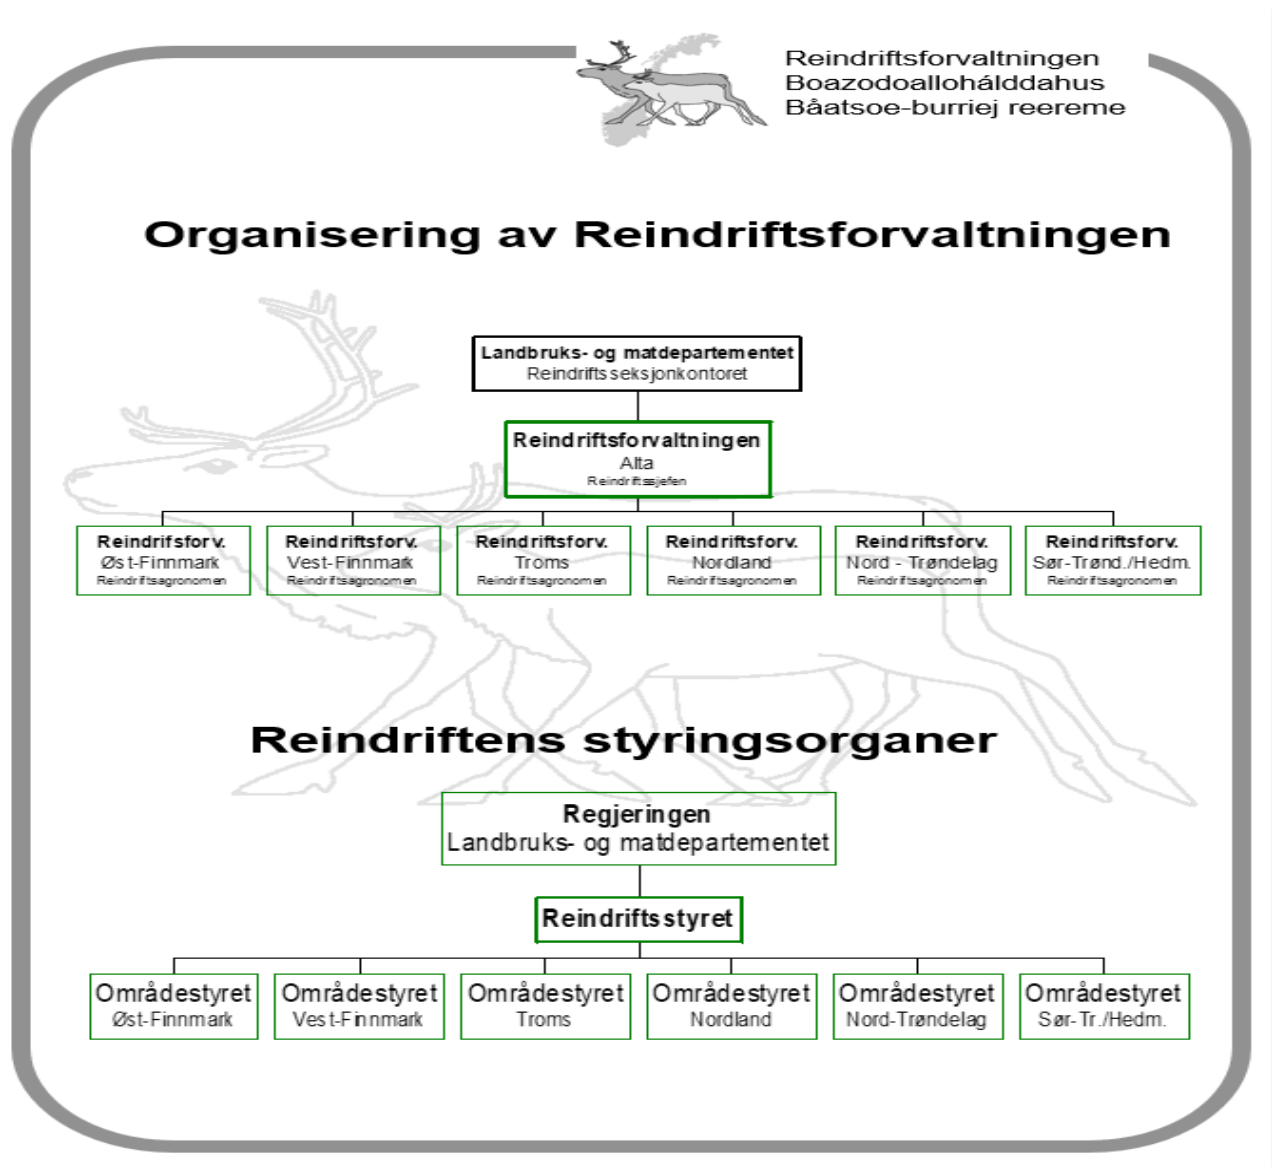 Reindriftsforvaltningen
Boazodoallohálddahus
Båatsoe-burriej reereme
Organisering av Reindriftsforvaltningen
Landbruks- og matdepartementet
Reindriftsseksjonkontoret
Reindriftsforvaltningen
Alta
Reindriftssjefen
Reindrifsforv.
Øst-Finnmark
Reindriftsagronomen
Reindriftsforv.
Vest-Finnmark
Reindriftsagronomen
Reindriftsforv.
Troms
Reindriftsagronomen
Reindriftsforv.
Nordland
Reindriftsagronomen
Reindriftsforv.
Nord - Trøndelag
Reindriftsagronomen
Reindriftsforv.
Sør-Trønd./Hedm.
Reindriftsagronomen
Reindriftens styringsorganer
Regjeringen
Landbruks- og matdepartementet
Reindriftsstyret
Områdestyret
Øst-Finnmark
Områdestyret
Vest-Finnmark
Områdestyret
Troms
Områdestyret
Nordland
Områdestyret
Nord-Trøndelag
Områdestyret
Sør-Tr./Hedm.